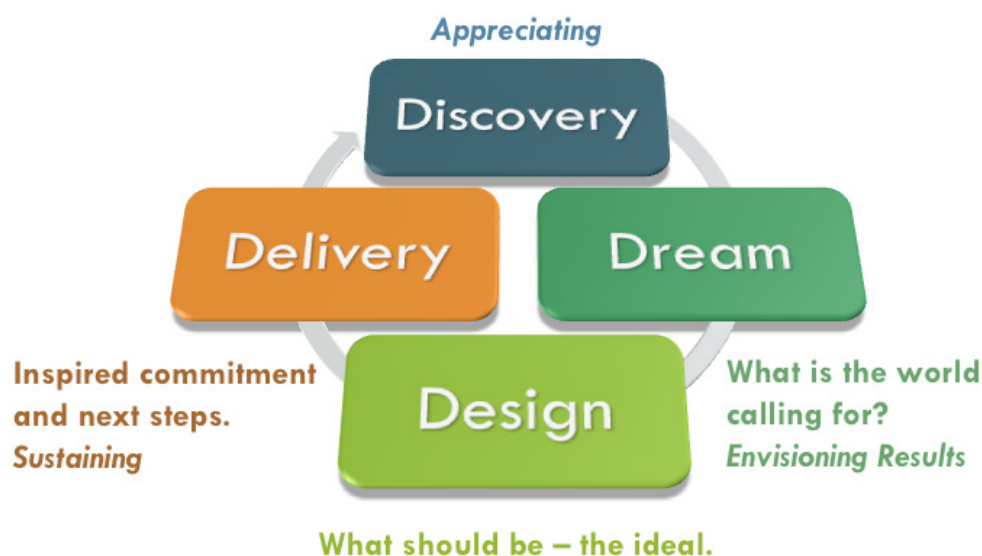 Appreciating
Discovery
Delivery
Dream
Design
Inspired commitment
and next steps.
Sustaining
What is the world
calling for?
Envisioning Results
What should be – the ideal.